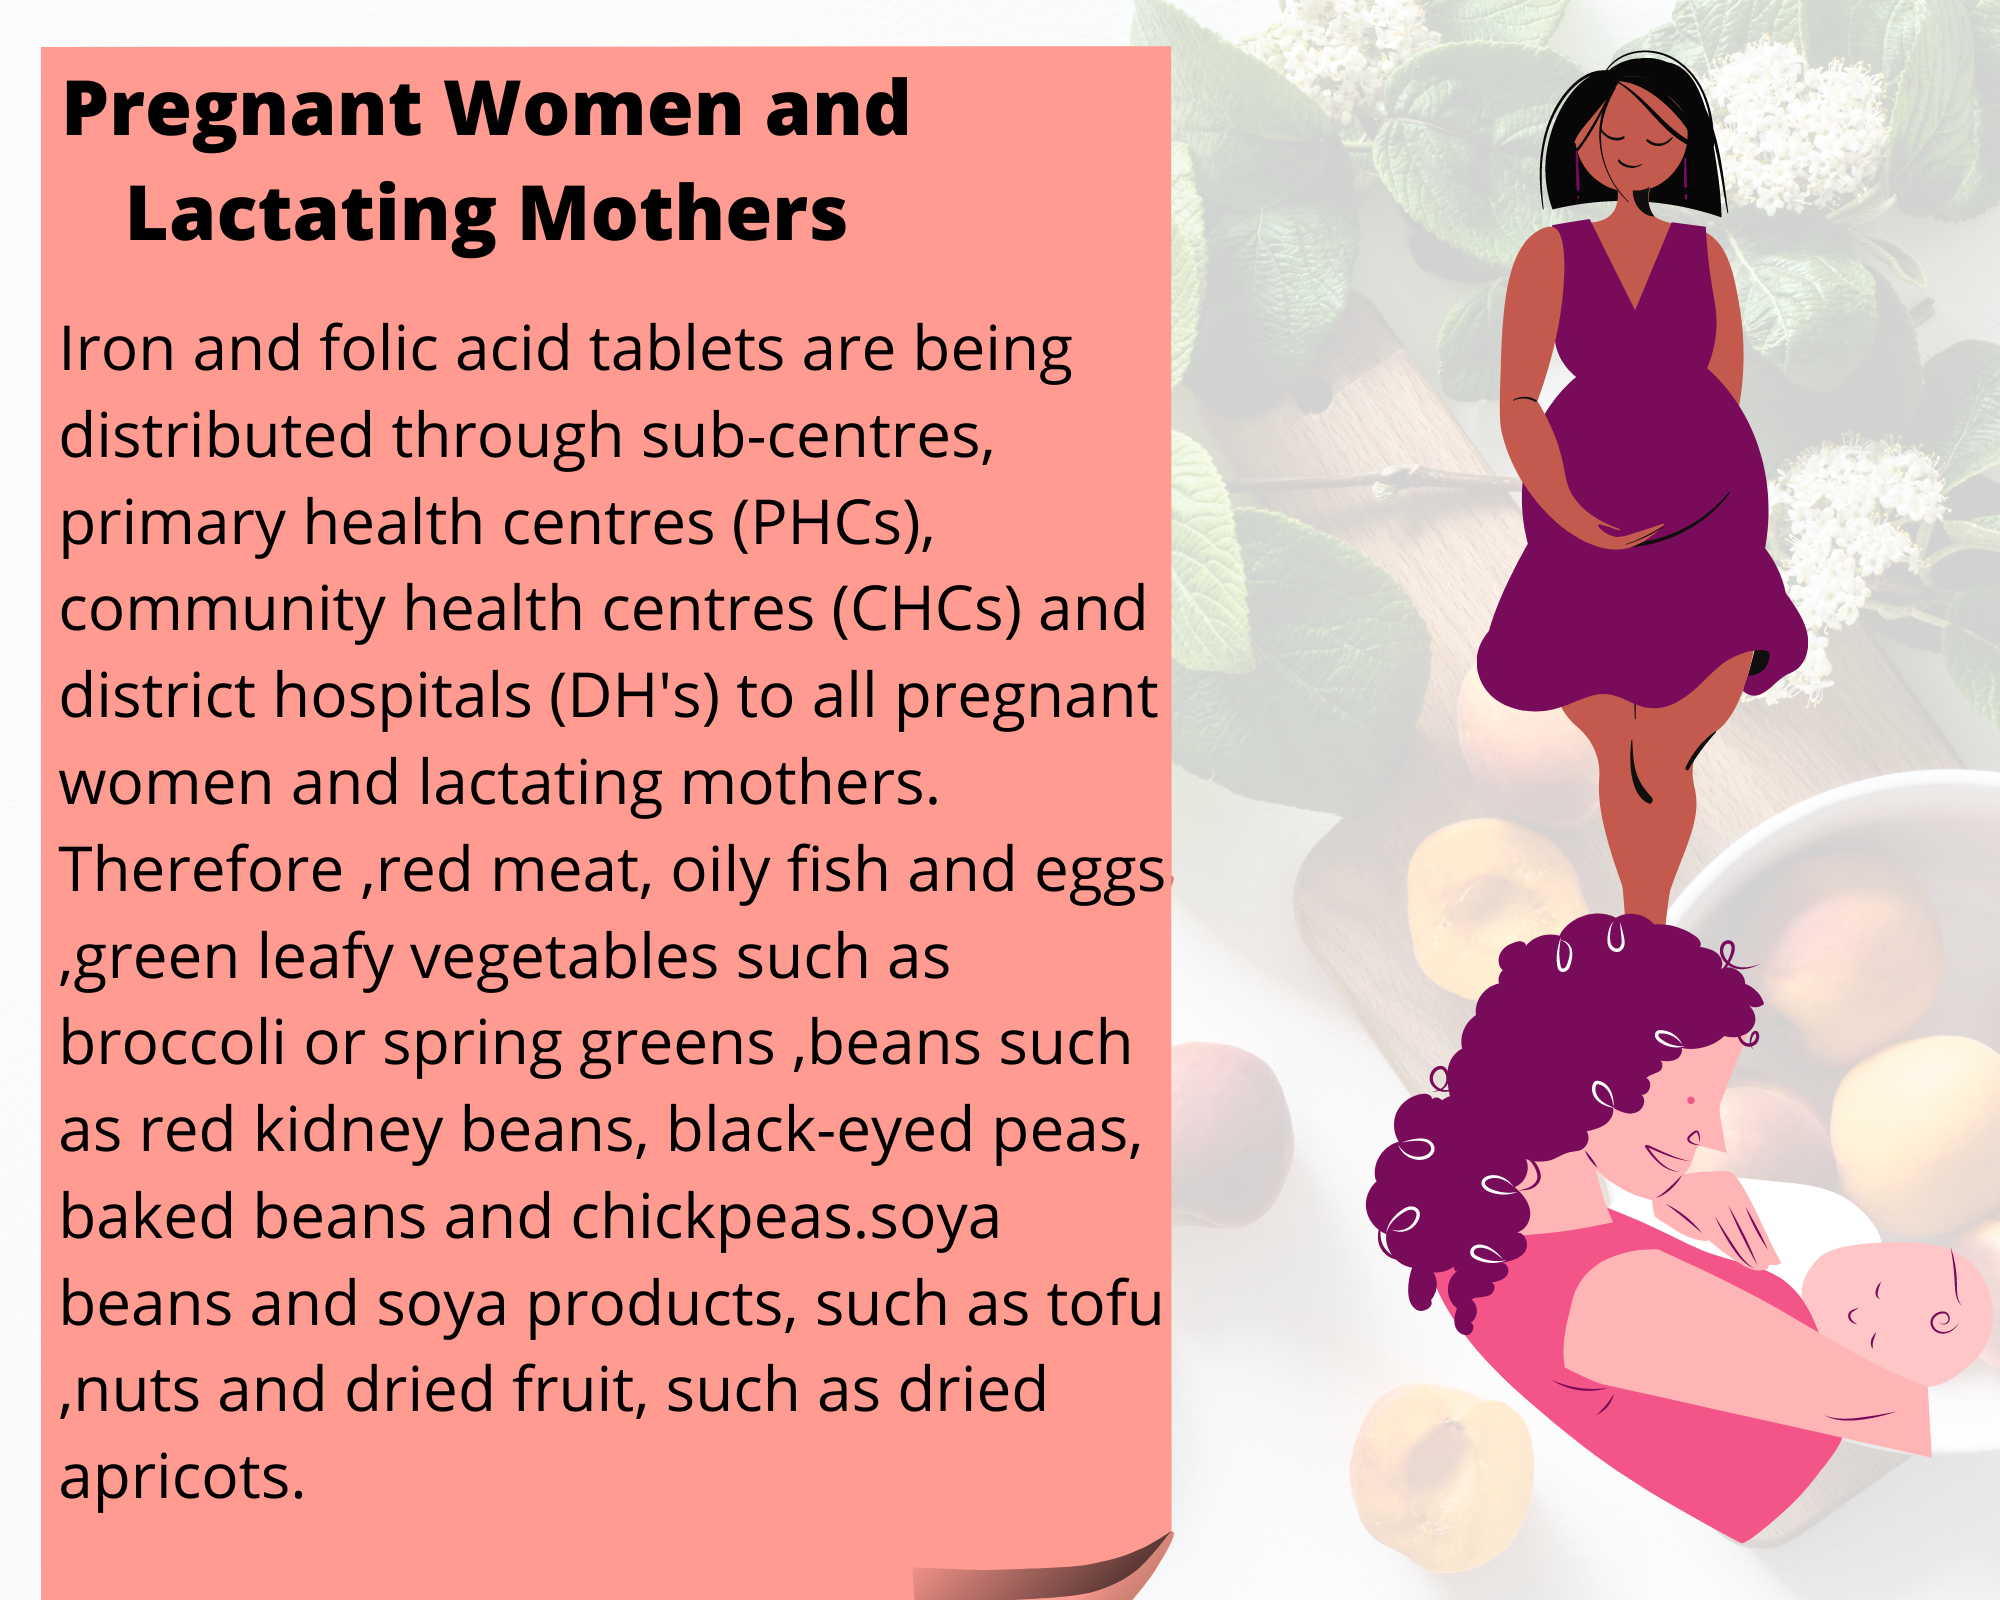 Pregnant Women and
Lactating Mothers
Iron and folic acid tablets are being
distributed through sub-centres,
primary health centres (PHCs),
community health centres (CHCs) and
district hospitals (DH's) to all pregnant
women and lactating mothers.
Therefore ,red meat, oily fish and eggs
,green leafy vegetables such as
broccoli or spring greens ,beans such
as red kidney beans, black-eyed peas,
baked beans and chickpeas.soya
beans and soya products, such as tofu
,nuts and dried fruit, such as dried
apricots.